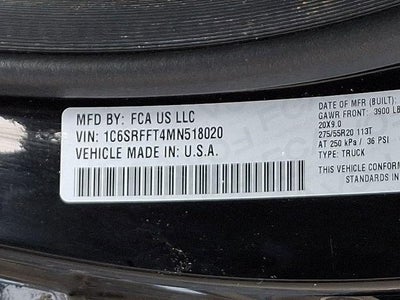 MFD BY: FCA US LLC
VIN: 1C6SRFFT4MN518020
VEHICLE MADE IN: U.S.A.
DATE OF MFR (BUILT):
GAWR FRONT: 3900 LB
20X9.0
275/55R20 113T
AT 250 kPa / 36 PSI
TYPE: TRUCK
THIS VEHICLE CONFORM
STANDARDS IN